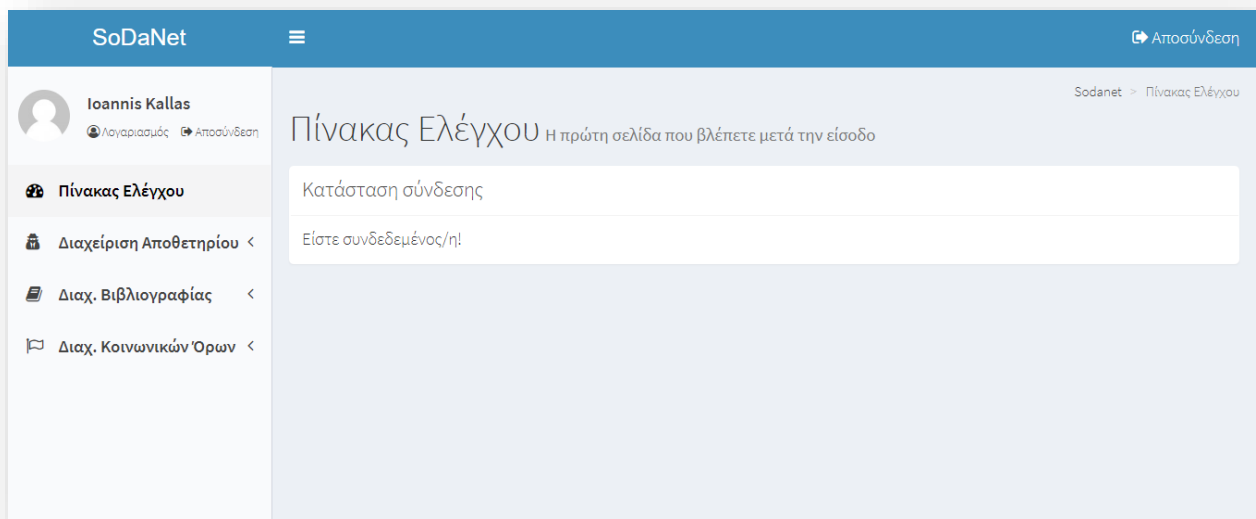 SoDaNet
Αποσύνδεση
Ioannis Kallas
Λογαριασμός Αποσύνδεση
Sodanet > Πίνακας Ελέγχου
Πίνακας Ελέγχου Η πρώτη σελίδα που βλέπετε μετά την είσοδο
Πίνακας Ελέγχου
Διαχείριση Αποθετηρίου
Διαχ. Βιβλιογραφίας
Διαχ. Κοινωνικών Όρων
Κατάσταση σύνδεσης
Είστε συνδεδεμένος/η!